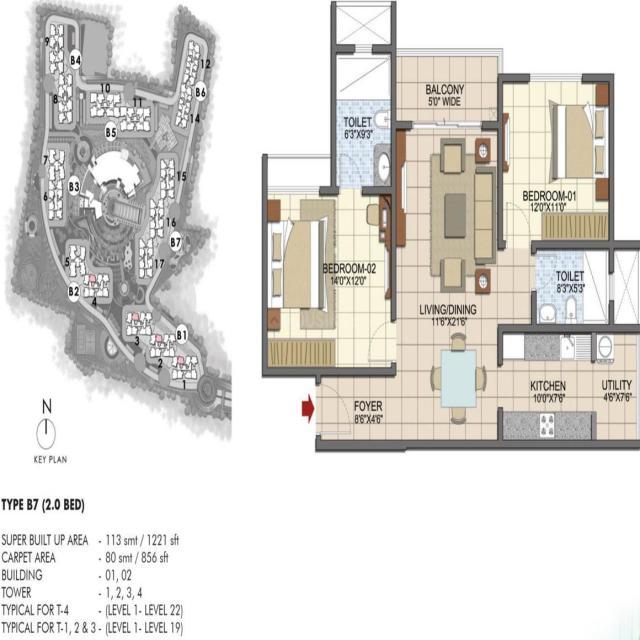 9
B4
8
10
11
B5
12
B6
14
7
6
B3
15
16
B7
17
5
B2
4
B1
3
2
1
N
KEY PLAN
BALCONY
5'0" WIDE
TOILET
6'3"X9'3"
BEDROOM-01
12'0"X11'0"
BEDROOM-02
14'0"X12'0"
TOILET
8'3"X5'3"
LIVING/DINING
11'6"X21'6"
KITCHEN
10'0"X7'6"
UTILITY
4'6"X7'6"
FOYER
8'6"X4'6"
TYPE B7 (2.0 BED)
SUPER BUILT UP AREA - 113 smt / 1221 sft
CARPET AREA - 80 smt / 856 sft
BUILDING - 01, 02
TOWER - 1, 2, 3, 4
TYPICAL FOR T-4 - (LEVEL 1- LEVEL 22)
TYPICAL FOR T-1, 2 & 3 - (LEVEL 1- LEVEL 19)